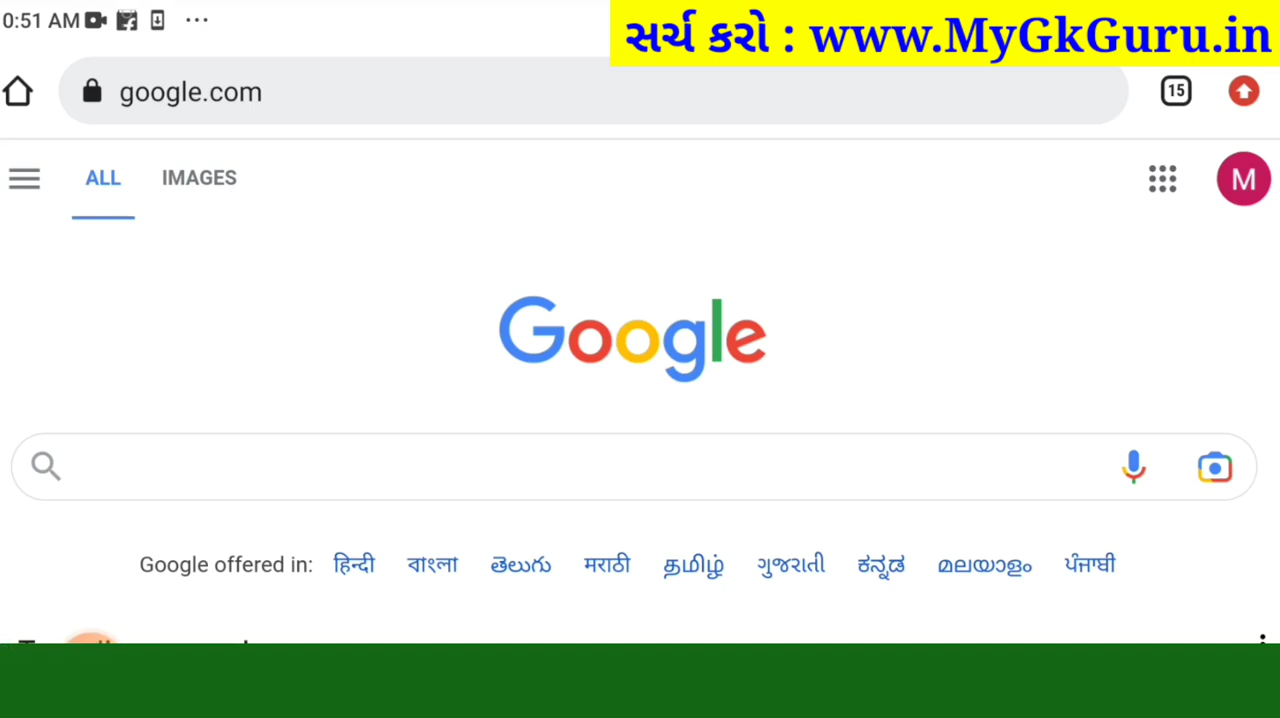 0:51 AM
સર્ચ કરો : www.MyGkGuru.in
google.com
15
ALL IMAGES
M
Google
Google offered in: हिन्दी বাংলা తెలుగు मराठी தமிழ் ગુજરાતી ಕನ್ನಡ മലയാളം ਪੰਜਾਬੀ